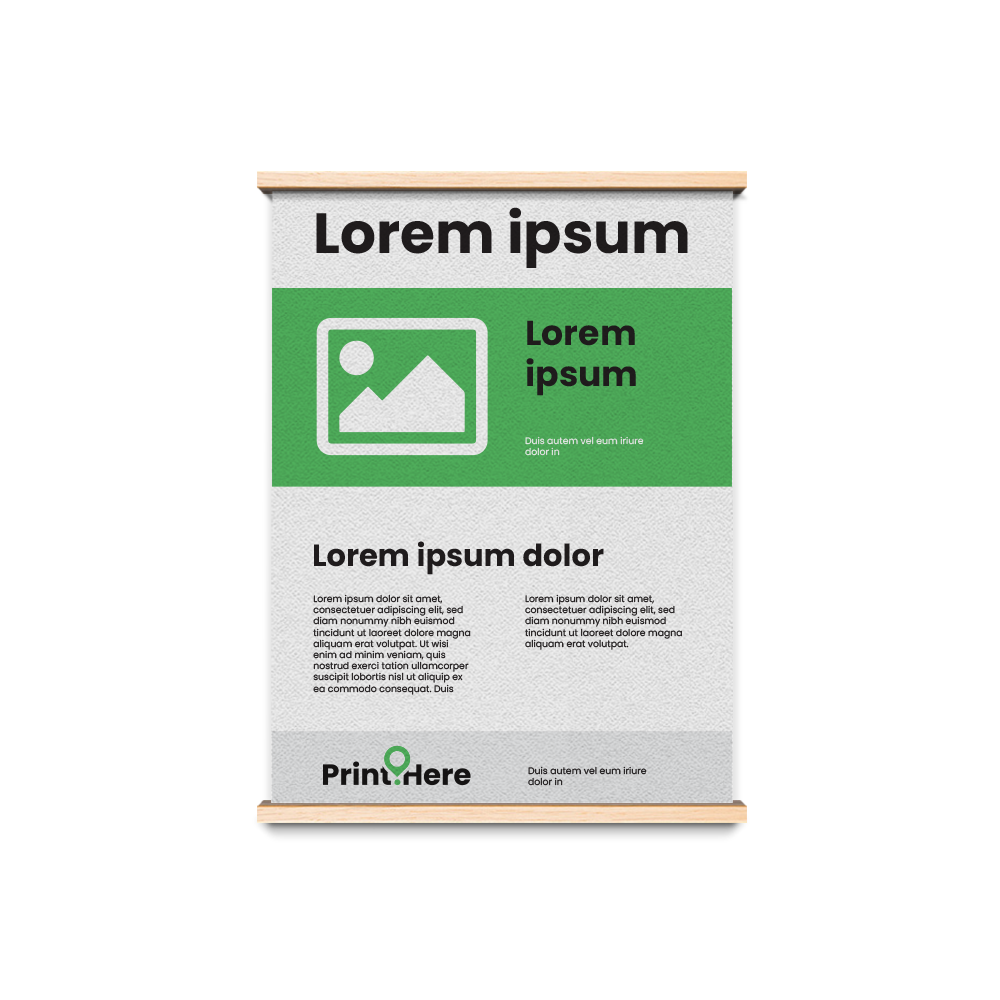 Lorem ipsum
Lorem
ipsum
Duis autem vel eum iriure
dolor in
Lorem ipsum dolor
Lorem ipsum dolor sit amet,
consectetuer adipiscing elit, sed
diam nonummy nibh euismod
tincidunt ut laoreet dolore magna
aliquam erat volutpat. Ut wisi
enim ad minim veniam, quis
nostrud exerci tation ullamcorper
suscipit lobortis nisl ut aliquip ex
ea commodo consequat. Duis
Lorem ipsum dolor sit amet,
consectetuer adipiscing elit, sed
diam nonummy nibh euismod
tincidunt ut laoreet dolore magna
aliquam erat volutpat.
Print Here
Duis autem vel eum iriure
dolor in